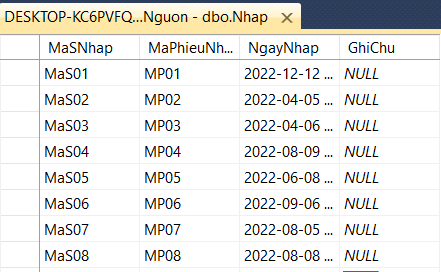 DESKTOP-KC6PVFQ...Nguon - dbo.Nhap
MaSNhap MaPhieuNh... NgayNhap GhiChu
MaS01 MP01 2022-12-12 ... NULL
MaS02 MP02 2022-04-05 ... NULL
MaS03 MP03 2022-04-06 ... NULL
MaS04 MP04 2022-08-09 ... NULL
MaS05 MP05 2022-06-08 ... NULL
MaS06 MP06 2022-09-06 ... NULL
MaS07 MP07 2022-08-05 ... NULL
MaS08 MP08 2022-08-08 ... NULL